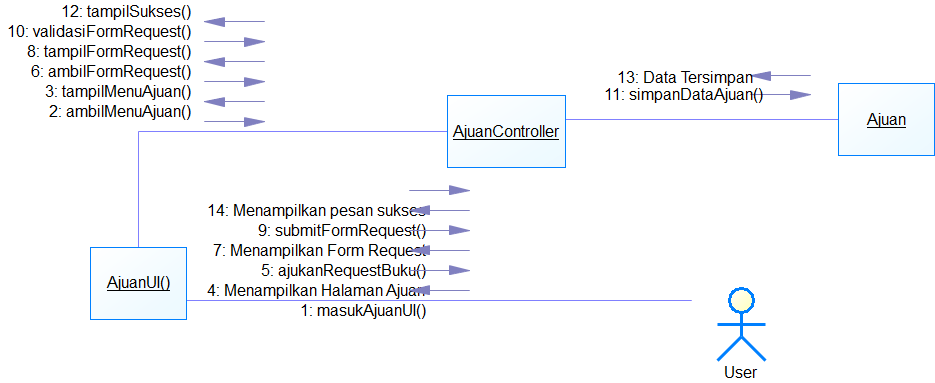 12: tampilSukses()
10: validasiFormRequest()
8: tampilFormRequest()
6: ambilFormRequest()
3: tampilMenuAjuan()
2: ambilMenuAjuan()
13: Data Tersimpan
11: simpanDataAjuan()
AjuanController
Ajuan
14: Menampilkan pesan sukses
9: submitFormRequest()
7: Menampilkan Form Request
5: ajukanRequestBuku()
4: Menampilkan Halaman Ajuan
1: masukAjuanUI()
AjuanUI()
User